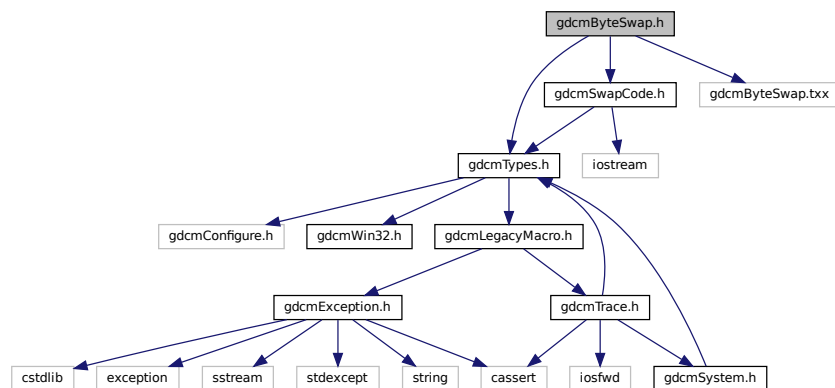 gdcmByteSwap.h
gdcmSwapCode.h
gdcmByteSwap.txx
gdcmTypes.h
iostream
gdcmConfigure.h
gdcmWin32.h
gdcmLegacyMacro.h
gdcmException.h
gdcmTrace.h
cstdlib
exception
sstream
stdexcept
string
cassert
iosfwd
gdcmSystem.h